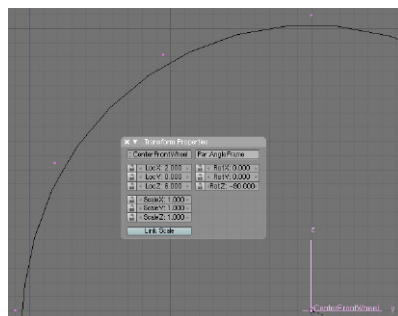 Transform Properties
CenterFrontWheel Par: AngleFrame
LocX: 2.000 RotX: 0.000
LocY: 0.000 RotY: 0.000
LocZ: 6.000 RotZ: -90.000
ScaleX: 1.000
ScaleY: 1.000
ScaleZ: 1.000
Link Scale
z
CenterFrontWheel